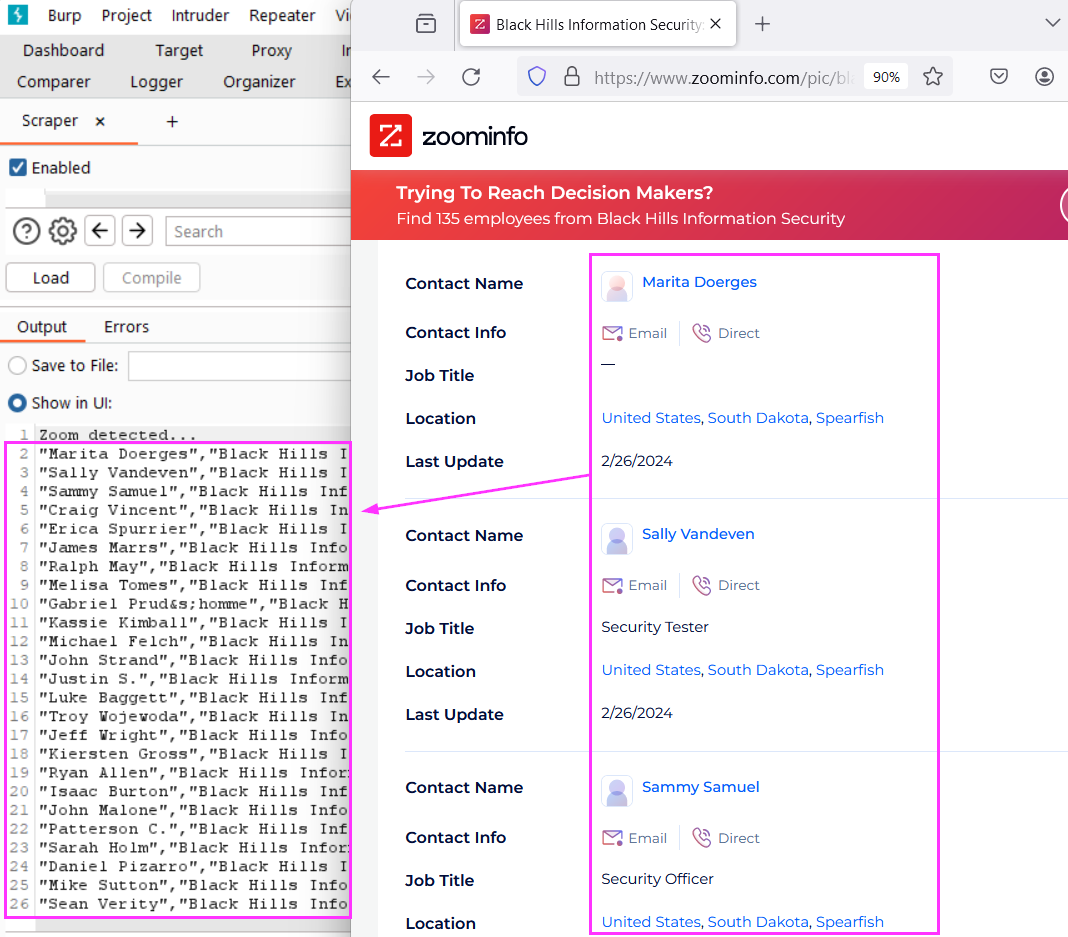 Burp Project Intruder Repeater
Dashboard Target Proxy
Comparer Logger Organizer
Scraper × +
Enabled
Search
Load Compile
Output Errors
Save to File:
Show in UI:
1 Zoom detected...
2 "Marita Doerges","Black Hills I
3 "Sally Vandeven","Black Hills I
4 "Sammy Samuel","Black Hills Inf
5 "Craig Vincent","Black Hills In
6 "Erica Spurrier","Black Hills I
7 "James Marrs","Black Hills Info
8 "Ralph May","Black Hills Inform
9 "Melisa Tomes","Black Hills Inf
10 "Gabriel Prud&s;homme","Black H
11 "Kassie Kimball","Black Hills I
12 "Michael Felch","Black Hills In
13 "John Strand","Black Hills Info
14 "Justin S.","Black Hills Inform
15 "Luke Baggett","Black Hills Inf
16 "Troy Wojewoda","Black Hills In
17 "Jeff Wright","Black Hills Info
18 "Kiersten Gross","Black Hills I
19 "Ryan Allen","Black Hills Infor
20 "Isaac Burton","Black Hills Inf
21 "John Malone","Black Hills Info
22 "Patterson C.","Black Hills Inf
23 "Sarah Holm","Black Hills Infor
24 "Daniel Pizarro","Black Hills I
25 "Mike Sutton","Black Hills Info
26 "Sean Verity","Black Hills Info
Black Hills Information Security:
https://www.zoominfo.com/pic/bl 90%
zoominfo
Trying To Reach Decision Makers?
Find 135 employees from Black Hills Information Security
Contact Name Marita Doerges
Contact Info Email Direct
Job Title —
Location United States, South Dakota, Spearfish
Last Update 2/26/2024
Contact Name Sally Vandeven
Contact Info Email Direct
Job Title Security Tester
Location United States, South Dakota, Spearfish
Last Update 2/26/2024
Contact Name Sammy Samuel
Contact Info Email Direct
Job Title Security Officer
Location United States, South Dakota, Spearfish